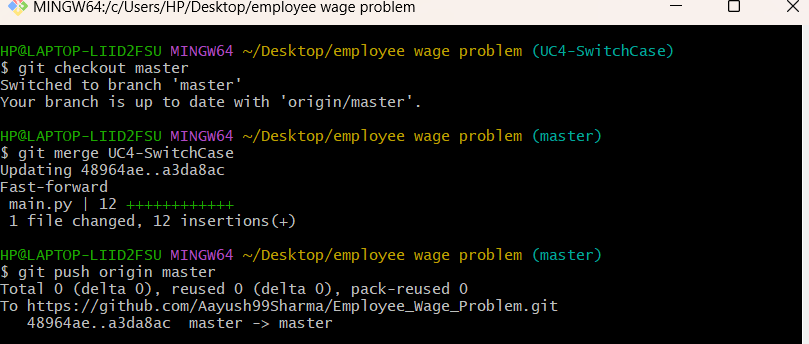 MINGW64:/c/Users/HP/Desktop/employee wage problem
HP@LAPTOP-LIID2FSU MINGW64 ~/Desktop/employee wage problem (UC4-SwitchCase)
$ git checkout master
Switched to branch 'master'
Your branch is up to date with 'origin/master'.
HP@LAPTOP-LIID2FSU MINGW64 ~/Desktop/employee wage problem (master)
$ git merge UC4-SwitchCase
Updating 48964ae..a3da8ac
Fast-forward
 main.py | 12 ++++++++++++
 1 file changed, 12 insertions(+)
HP@LAPTOP-LIID2FSU MINGW64 ~/Desktop/employee wage problem (master)
$ git push origin master
Total 0 (delta 0), reused 0 (delta 0), pack-reused 0
To https://github.com/Aayush99Sharma/Employee_Wage_Problem.git
   48964ae..a3da8ac  master -> master